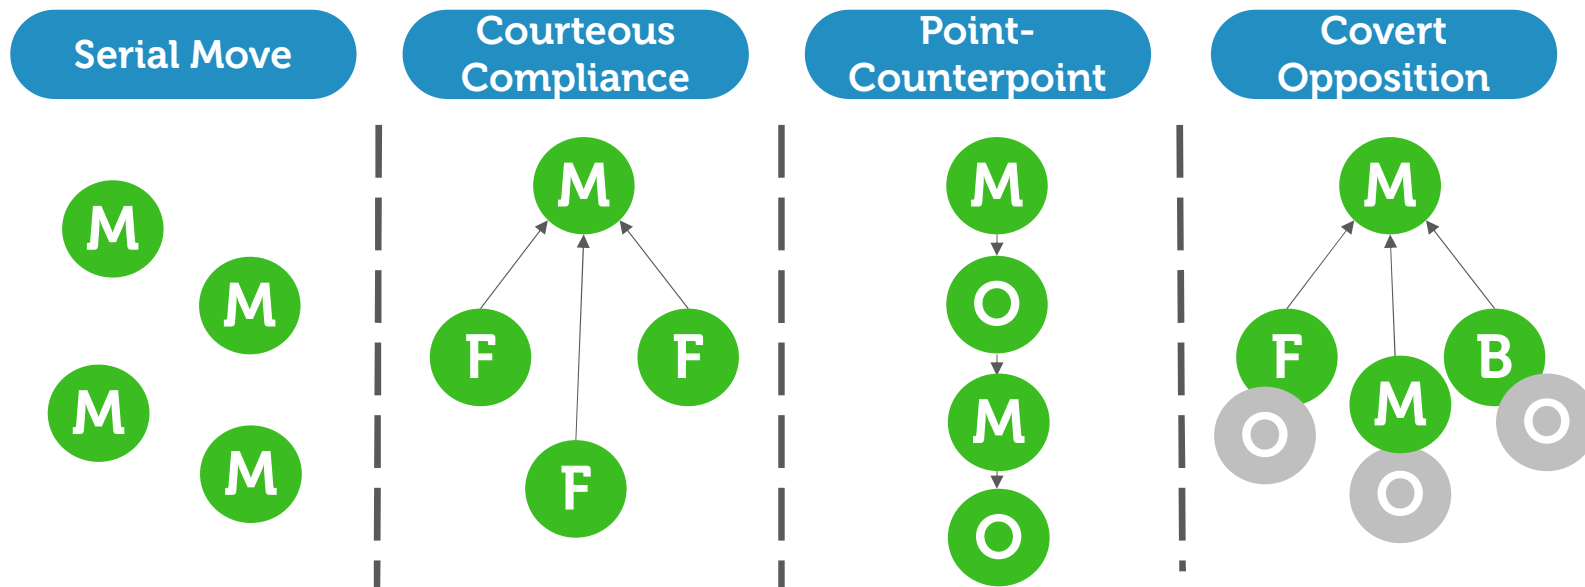 Serial Move
Courteous
Compliance
Point-
Counterpoint
Covert
Opposition
M
M
M
M
M
F
F
F
M
O
M
O
M
F
B
M
O
O
O